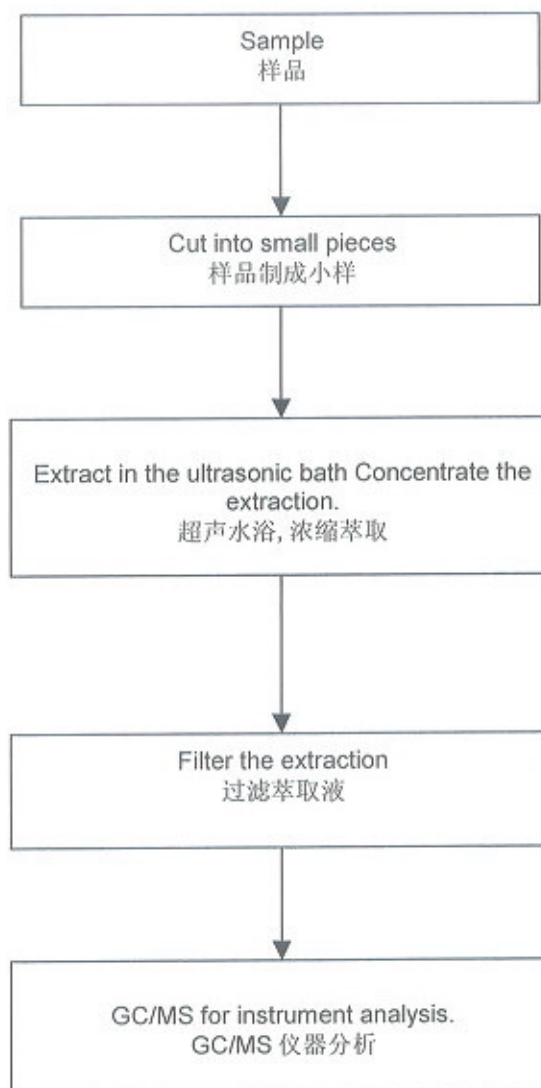 Sample
样品
Cut into small pieces
样品制成小样
Extract in the ultrasonic bath Concentrate the
extraction.
超声水浴, 浓缩萃取
Filter the extraction
过滤萃取液
GC/MS for instrument analysis.
GC/MS 仪器分析